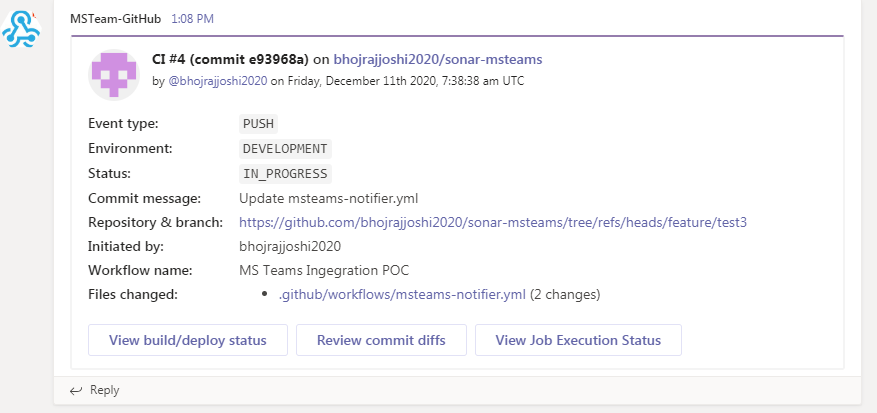 MSTeam-GitHub 1:08 PM
CI #4 (commit e93968a) on bhojrajjoshi2020/sonar-msteams
by @bhojrajjoshi2020 on Friday, December 11th 2020, 7:38:38 am UTC
Event type: PUSH
Environment: DEVELOPMENT
Status: IN_PROGRESS
Commit message: Update msteams-notifier.yml
Repository & branch: https://github.com/bhojrajjoshi2020/sonar-msteams/tree/refs/heads/feature/test3
Initiated by: bhojrajjoshi2020
Workflow name: MS Teams Ingegration POC
Files changed: • .github/workflows/msteams-notifier.yml (2 changes)
View build/deploy status Review commit diffs View Job Execution Status
Reply